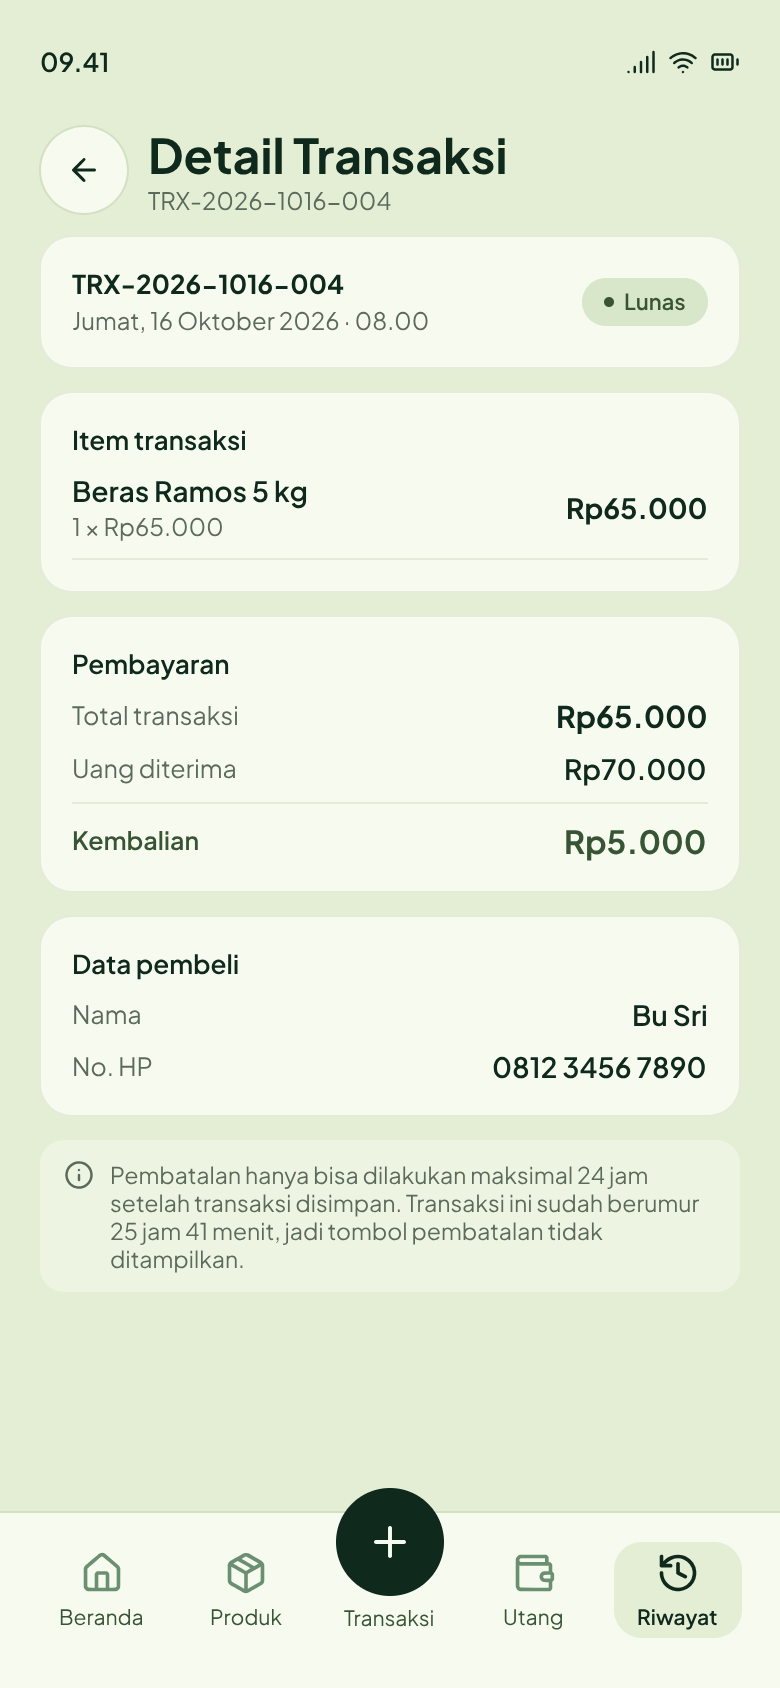 09.41
Detail Transaksi
TRX-2026-1016-004
TRX-2026-1016-004
Jumat, 16 Oktober 2026 · 08.00
Lunas
Item transaksi
Beras Ramos 5 kg
1 × Rp65.000
Rp65.000
Pembayaran
Total transaksi
Rp65.000
Uang diterima
Rp70.000
Kembalian
Rp5.000
Data pembeli
Nama
Bu Sri
No. HP
0812 3456 7890
Pembatalan hanya bisa dilakukan maksimal 24 jam
setelah transaksi disimpan. Transaksi ini sudah berumur
25 jam 41 menit, jadi tombol pembatalan tidak
ditampilkan.
Beranda
Produk
Transaksi
Utang
Riwayat